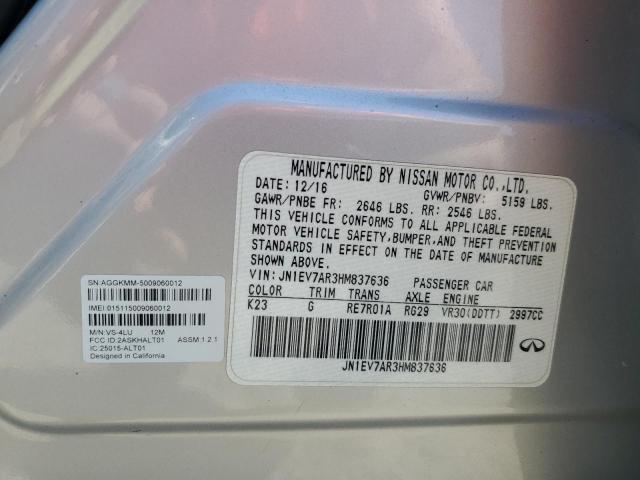 MANUFACTURED BY NISSAN MOTOR CO.,LTD.
DATE: 12/16 GVWR/PNBV: 5159 LBS.
GAWR/PNBE FR: 2646 LBS. RR: 2546 LBS.
THIS VEHICLE CONFORMS TO ALL APPLICABLE FEDERAL
MOTOR VEHICLE SAFETY,BUMPER,AND THEFT PREVENTION
STANDARDS IN EFFECT ON THE DATE OF MANUFACTURE
SHOWN ABOVE.
VIN: JN1EV7AR3HM837636 PASSENGER CAR
COLOR TRIM TRANS AXLE ENGINE
K23 G RE7R01A RG29 VR30(DDTT) 2997CC
JN1EV7AR3HM837636
INFINITI
SN:AGGKMM-5009060012
IMEI 015115009060012
M/N:VS-4LU 12M
FCC ID:2ASKHALT01 ASSM:1.2.1
IC:25015-ALT01
Designed in California